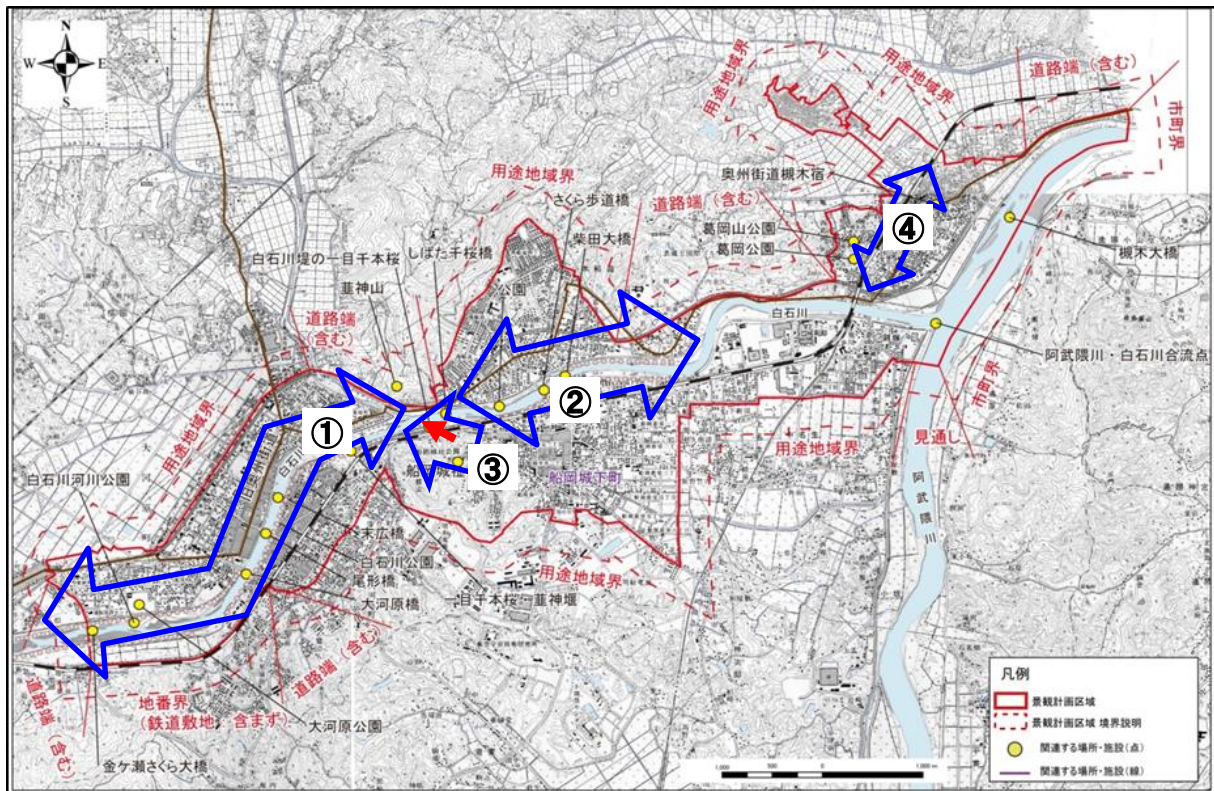 N
W
E
S
用途地域界
道路端（含む）
用途地域界
市町界
奥州街道槻木宿
用途地域界
さくら歩道橋
道路端（含む）
葛岡山公園
④
しばた千桜橋
柴田大橋
葛岡公園
槻木大橋
白石川堤の一目千本桜
韮神山
公園
白石川
道路端
（含む）
阿武隈川・白石川合流点
②
市町界
①
用途地域界
③
見通し
用途地域界
白石川河川公園
旧奥州街道
船岡城下町
阿武隈川
末広橋
白石川公園
尾形橋
用途地域界
大河原橋
一目千本桜～韮神堰
道路端（含む）
凡例
景観計画区域
景観計画区域 境界説明
関連する場所・施設（点）
関連する場所・施設（線）
地番界
（鉄道敷地 含まず）
大河原公園
道路端（含む）
金ケ瀬さくら大橋
1,000
500
0
1,000 m